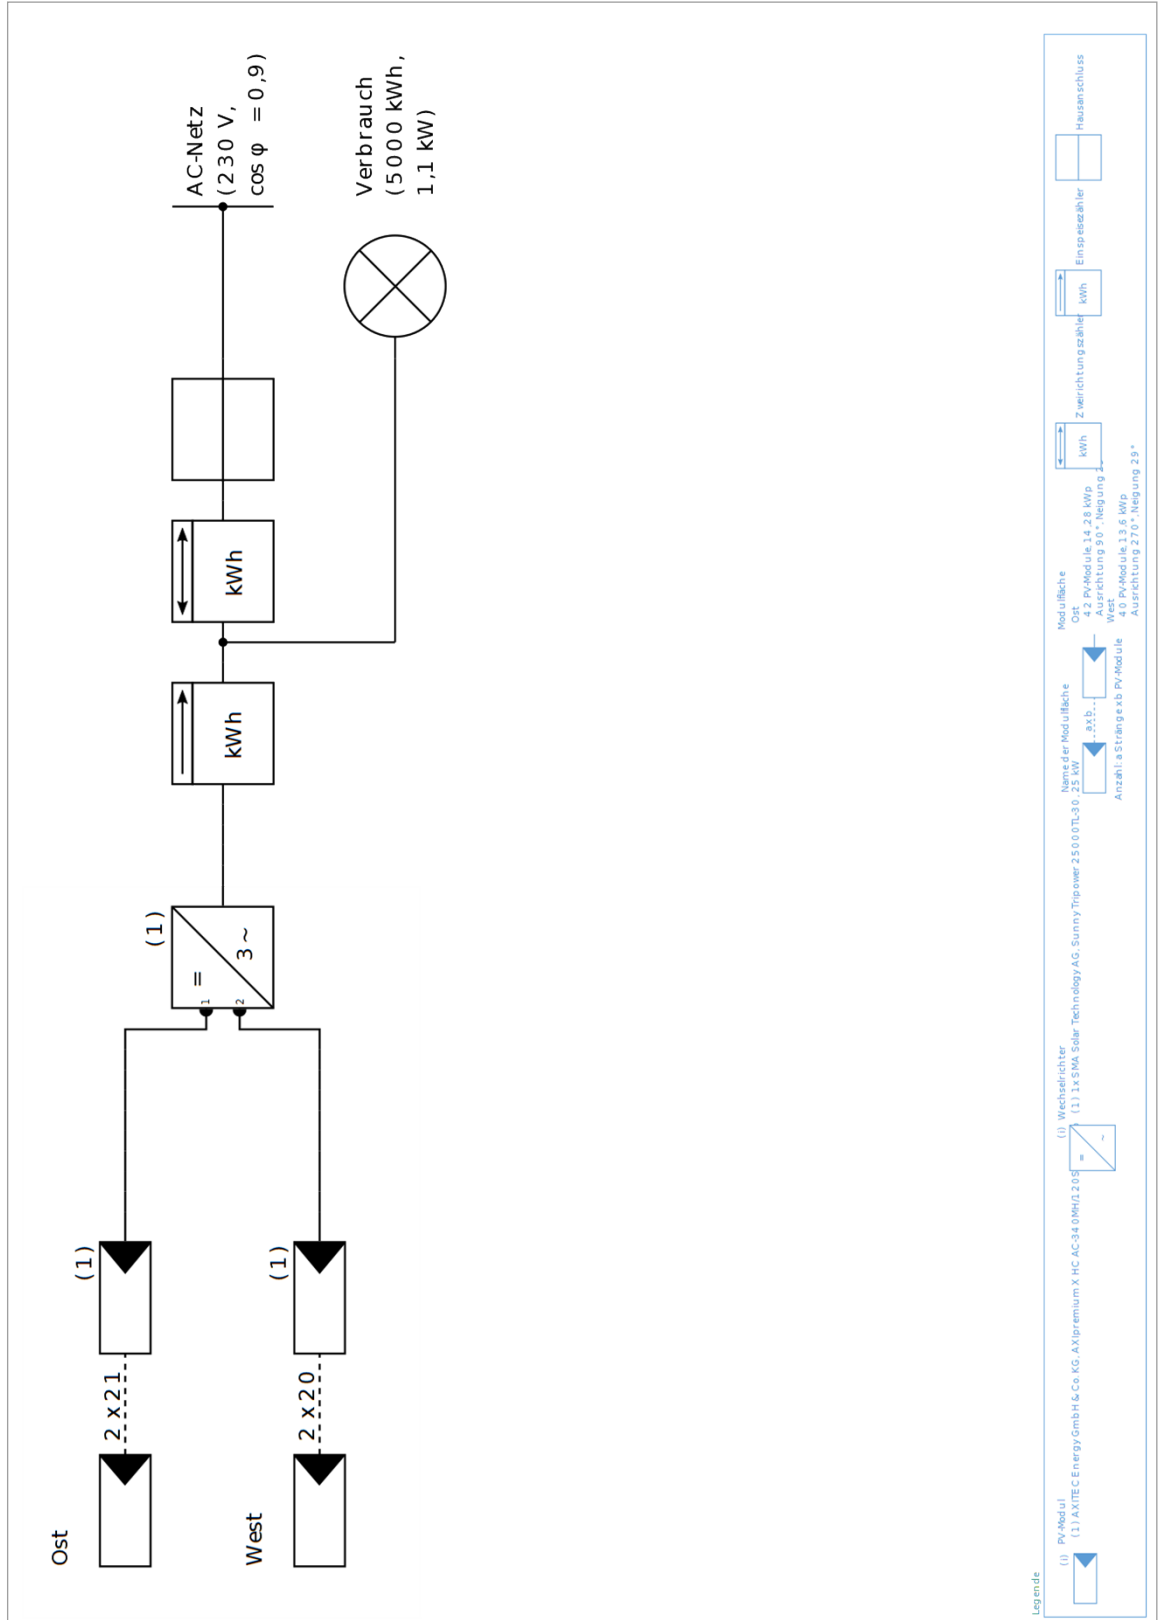 AC-Netz
(230 V,
cos φ = 0,9)
Verbrauch
(5000 kWh,
1,1 kW)
kWh
kWh
(1)
=
3~
1
2
Ost
(1)
2 x 21
West
(1)
2 x 20
Legende
(i) PV-Modul
(1) AXITEC Energy GmbH & Co. KG, AXIpremium X HC AC-340MH/120S
(i) Wechselrichter
(1) 1x SMA Solar Technology AG, Sunny Tripower 25000TL-30, 25 kW
=
~
Name der Modulfläche
a x b
Anzahl: a Stränge x b PV-Module
Modulfläche
Ost
42 PV-Module, 14,28 kWp
Ausrichtung 90°, Neigung
West
40 PV-Module, 13,6 kWp
Ausrichtung 270°, Neigung 29°
kWh
Zweirichtungszähler
kWh
Einspeisezähler
Hausanschluss